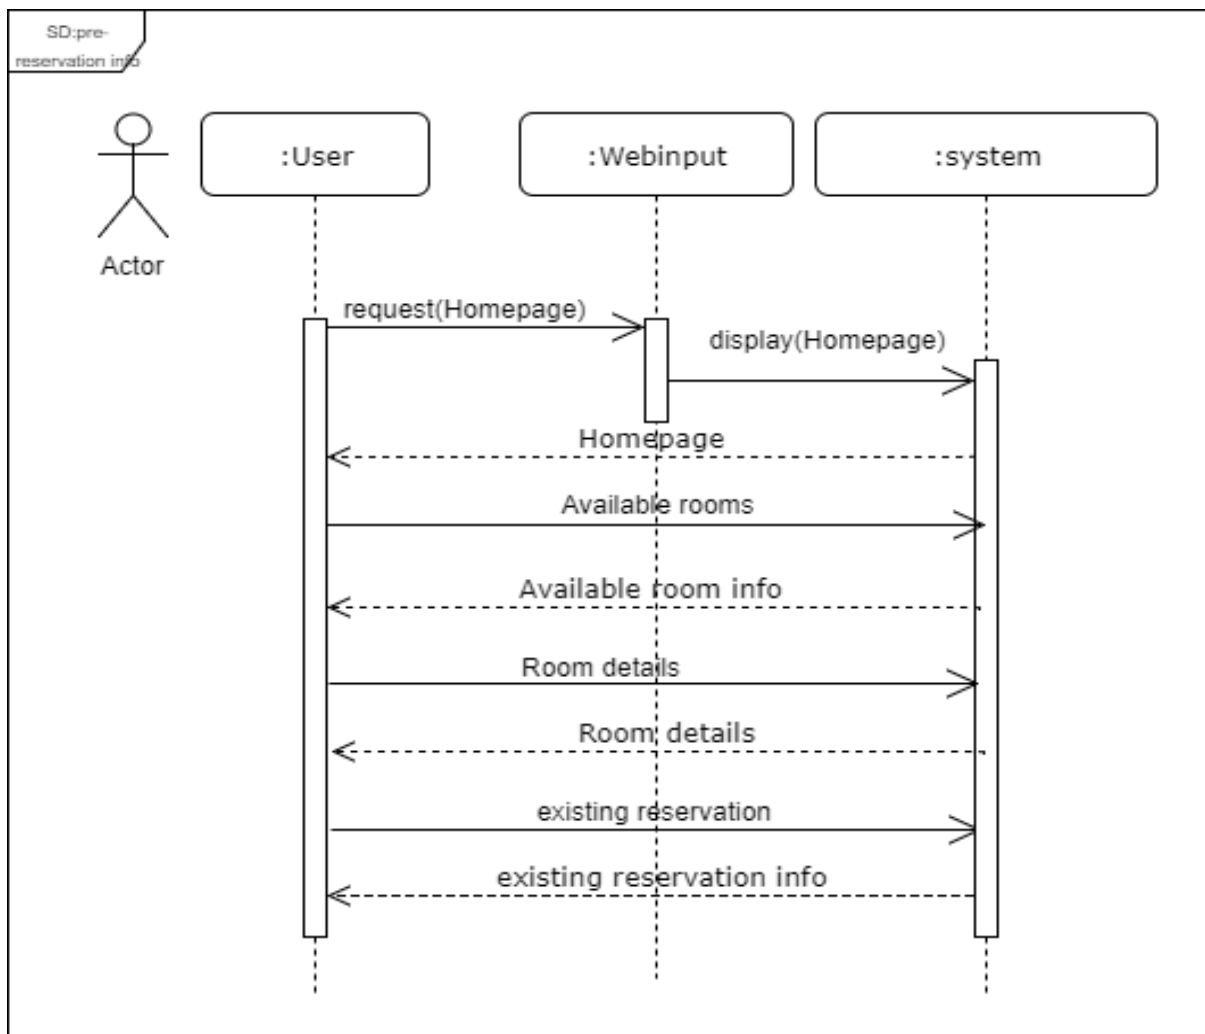 SD:pre-
reservation info
:User
:Webinput
:system
Actor
request(Homepage)
display(Homepage)
Homepage
Available rooms
Available room info
Room details
Room details
existing reservation
existing reservation info